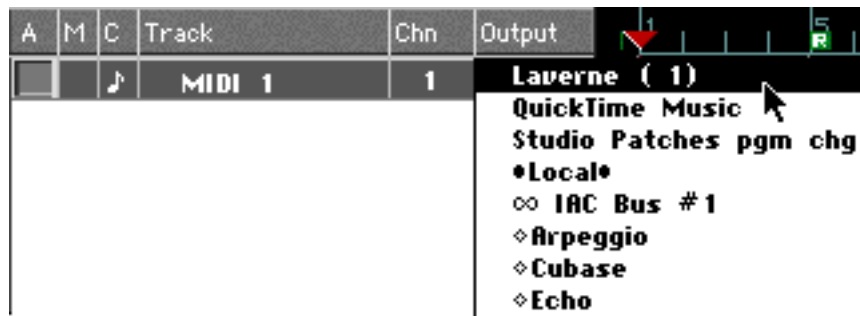 A M C Track Chn Output 1 5
R
MIDI 1 1 Laverne ( 1)
QuickTime Music
Studio Patches pgm chg
•Local•
∞ IAC Bus #1
◇Arpeggio
◇Cubase
◇Echo